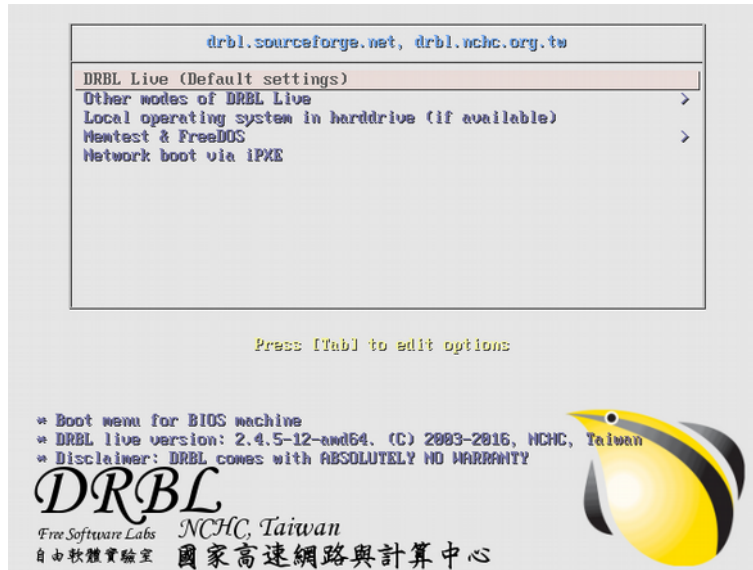 drbl.sourceforge.net, drbl.nchc.org.tw
DRBL Live (Default settings)
Other modes of DRBL Live >
Local operating system in harddrive (if available)
Memtest & FreeDOS >
Network boot via iPXE
Press [Tab] to edit options
* Boot menu for BIOS machine
* DRBL live version: 2.4.5-12-amd64. (C) 2003-2016, NCHC, Taiwan
* Disclaimer: DRBL comes with ABSOLUTELY NO WARRANTY
DRBL
Free Software Labs NCHC, Taiwan
自由軟體實驗室 國家高速網路與計算中心